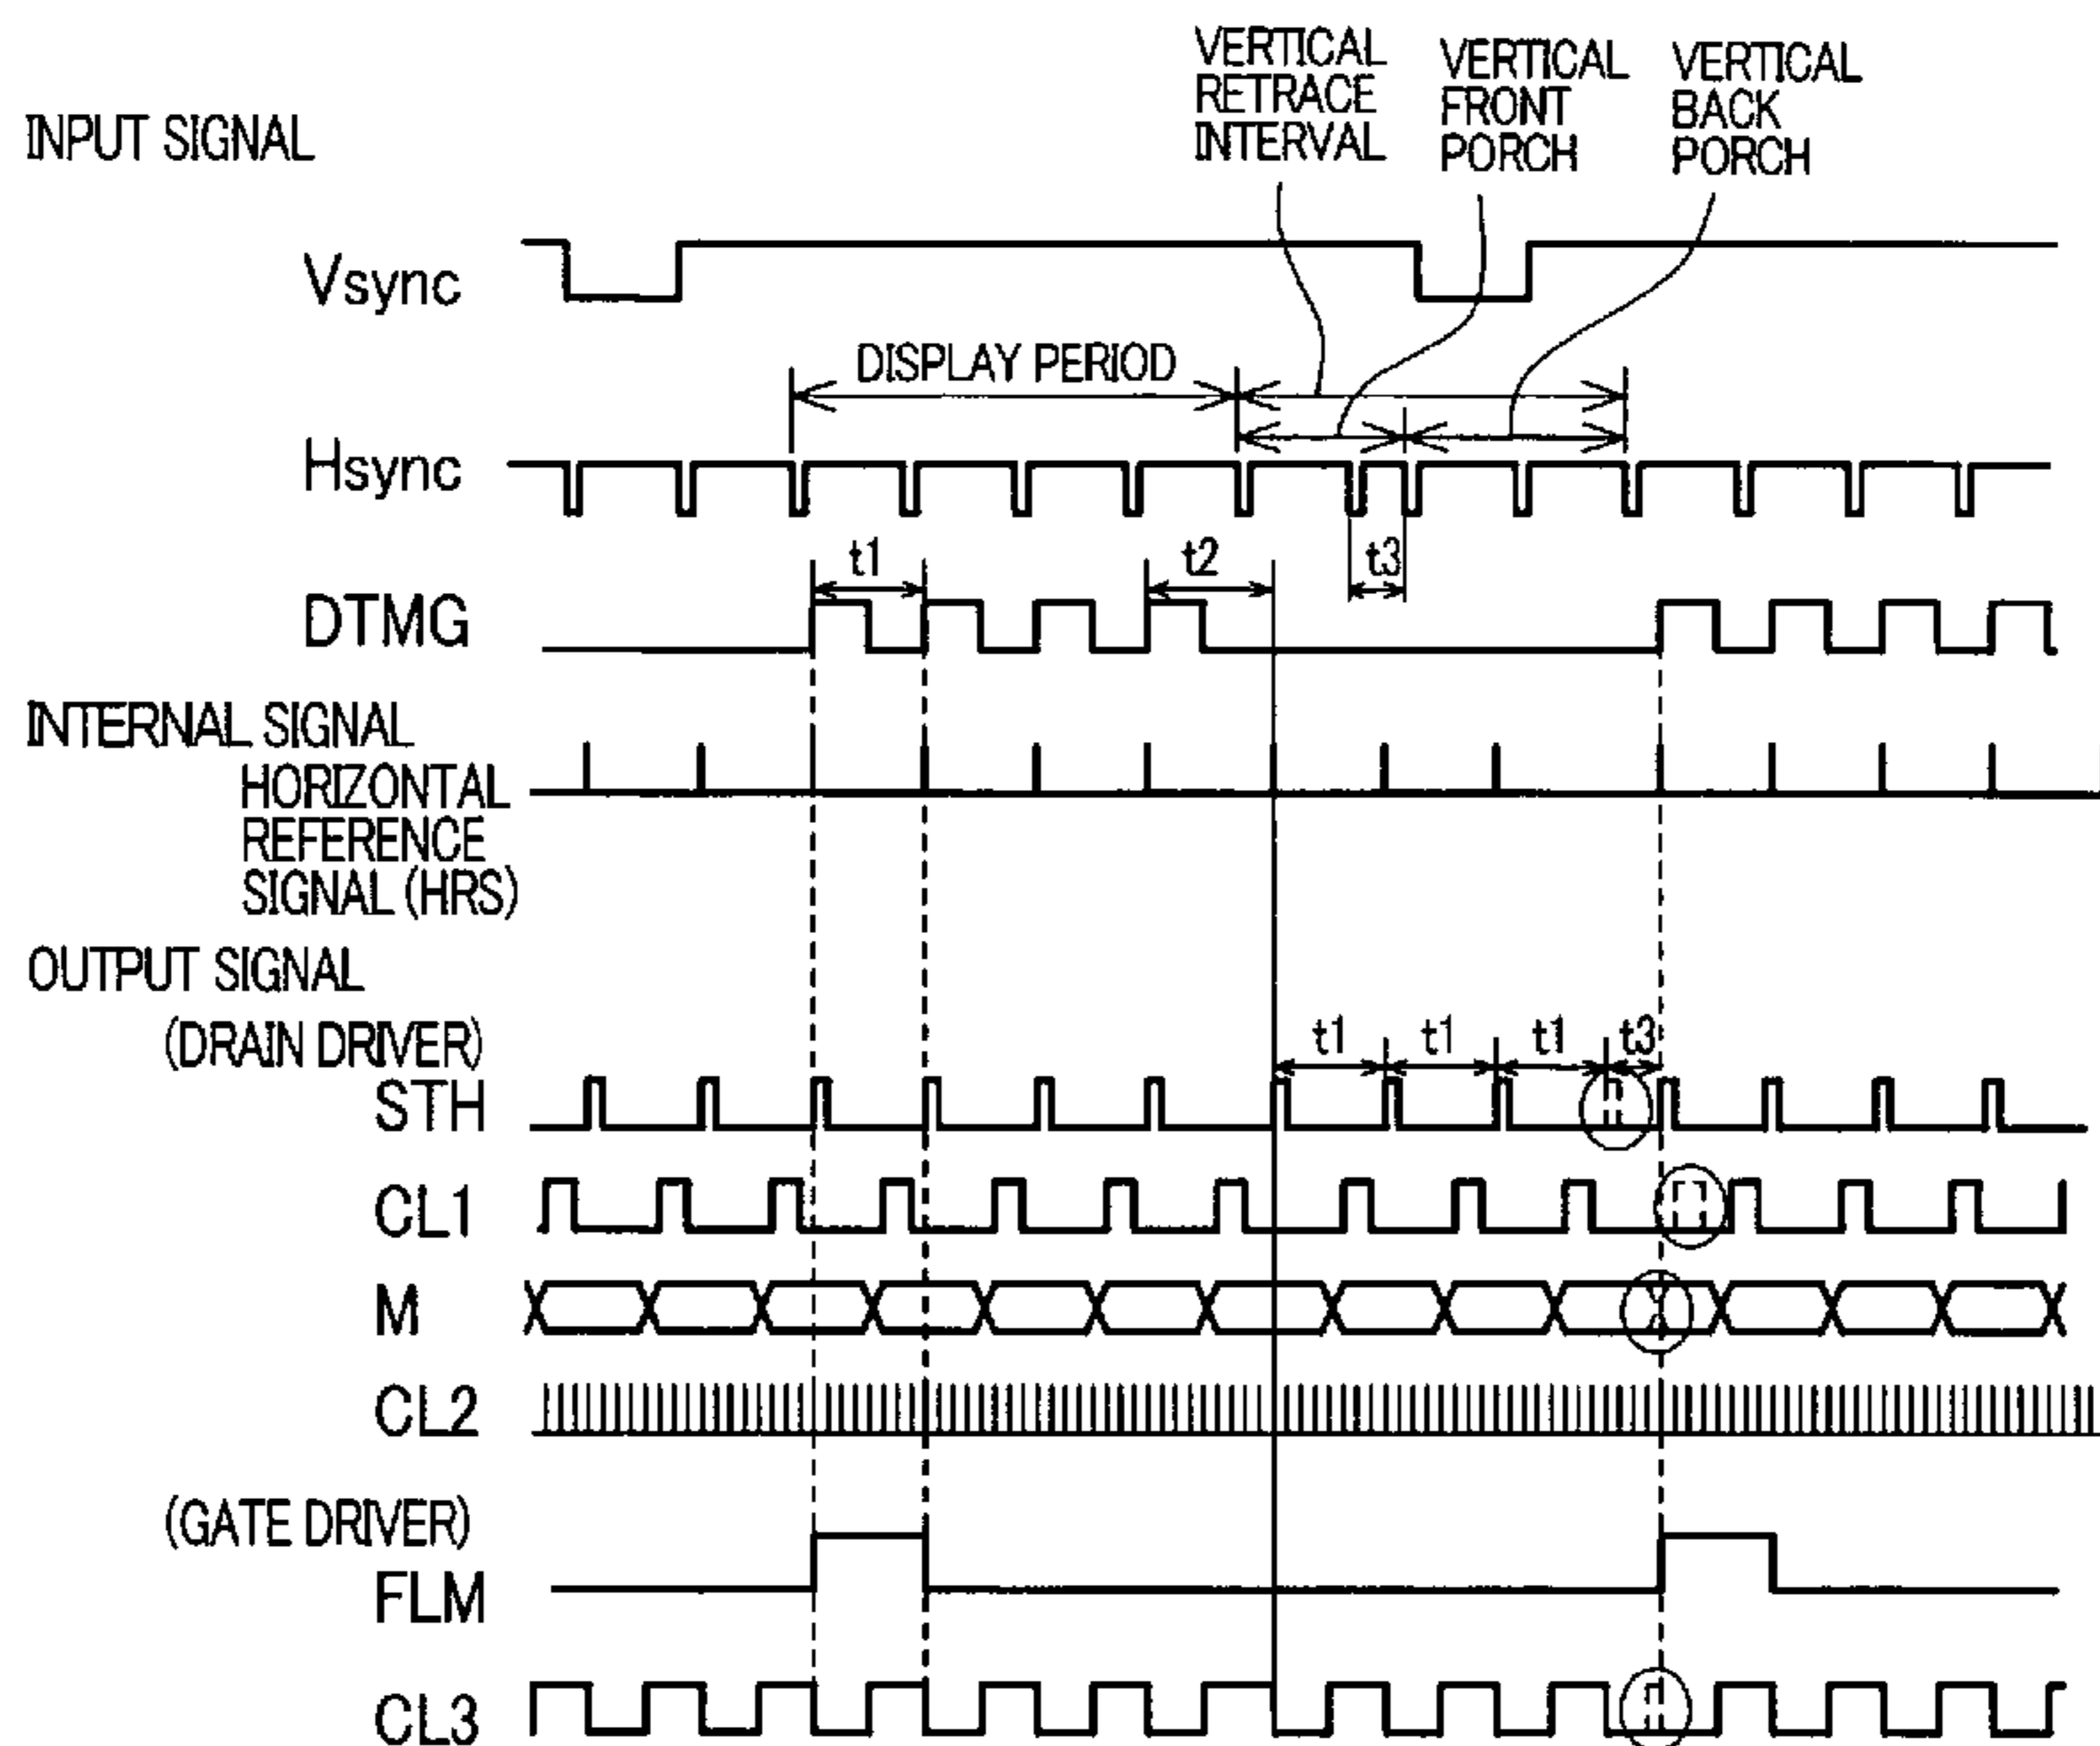 VERTICAL
RETRACE
INTERVAL
VERTICAL
FRONT
PORCH
VERTICAL
BACK
PORCH
INPUT SIGNAL
Vsync
DISPLAY PERIOD
Hsync
t1
t2
t3
DTMG
INTERNAL SIGNAL
HORIZONTAL
REFERENCE
SIGNAL (HRS)
OUTPUT SIGNAL
(DRAIN DRIVER)
t1
t1
t1
t3
STH
CL1
M
CL2
(GATE DRIVER)
FLM
CL3